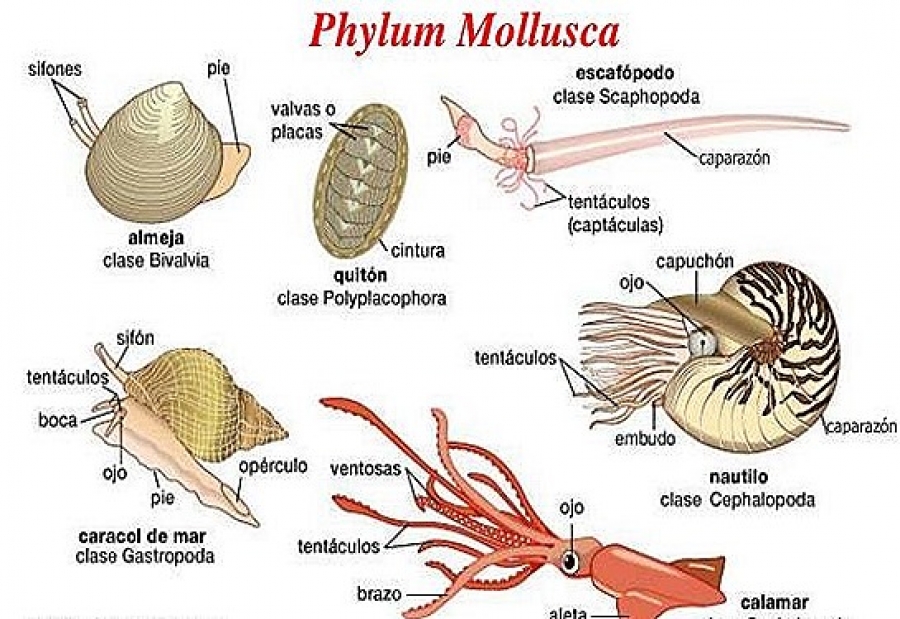 Phylum Mollusca
sifones
pie
almeja
clase Bivalvia
valvas o
placas
cintura
quitón
clase Polyplacophora
escafópodo
clase Scaphopoda
pie
caparazón
tentáculos
(captáculas)
capuchón
ojo
tentáculos
embudo
caparazón
nautilo
clase Cephalopoda
sifón
tentáculos
boca
ojo
pie
opérculo
caracol de mar
clase Gastropoda
ventosas
ojo
tentáculos
brazo
aleta
calamar